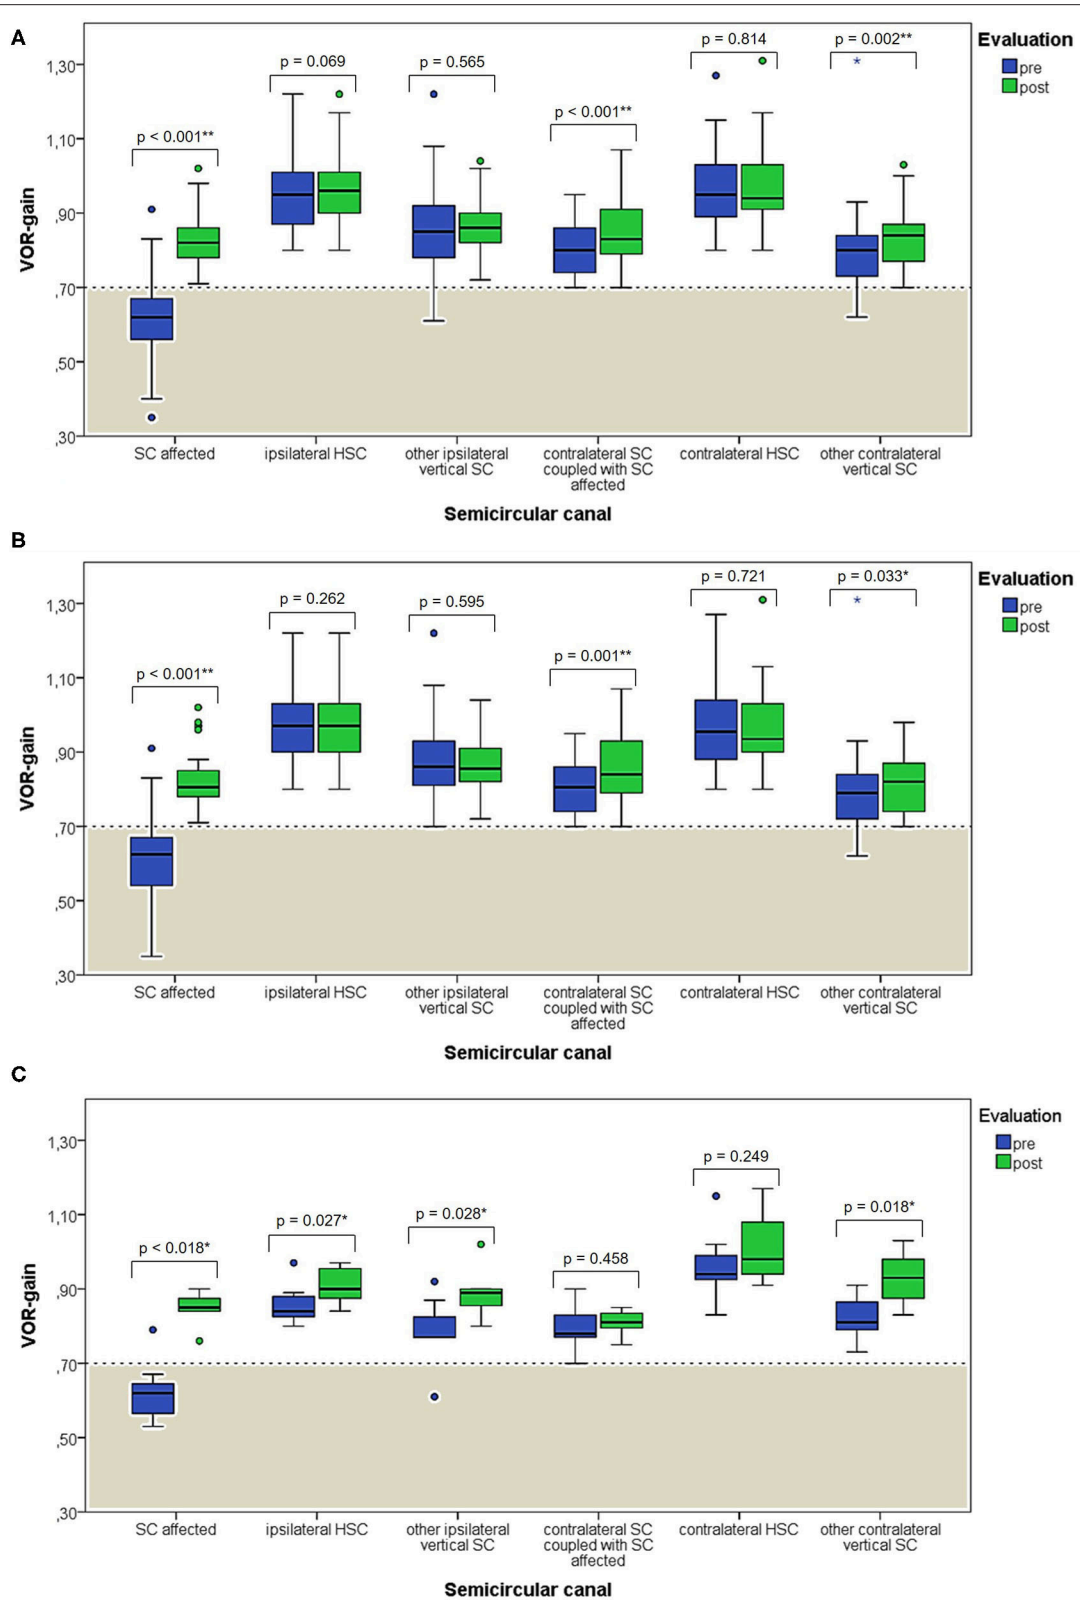 A
p = 0.814
p = 0.002**
Evaluation
pre
post
p = 0.069
p = 0.565
p < 0.001**
p < 0.001**
*
1,30
1,10
,90
,70
,50
,30
VOR-gain
SC affected
ipsilateral HSC
other ipsilateral
vertical SC
contralateral SC
coupled with SC
affected
contralateral HSC
other contralateral
vertical SC
Semicircular canal
B
p = 0.721
p = 0.033*
Evaluation
pre
post
p = 0.262
p = 0.595
p = 0.001**
p < 0.001**
*
1,30
1,10
,90
,70
,50
,30
VOR-gain
SC affected
ipsilateral HSC
other ipsilateral
vertical SC
contralateral SC
coupled with SC
affected
contralateral HSC
other contralateral
vertical SC
Semicircular canal
C
Evaluation
pre
post
p = 0.249
p = 0.028*
p = 0.018*
p = 0.027*
p < 0.018*
p = 0.458
1,30
1,10
,90
,70
,50
,30
VOR-gain
SC affected
ipsilateral HSC
other ipsilateral
vertical SC
contralateral SC
coupled with SC
affected
contralateral HSC
other contralateral
vertical SC
Semicircular canal